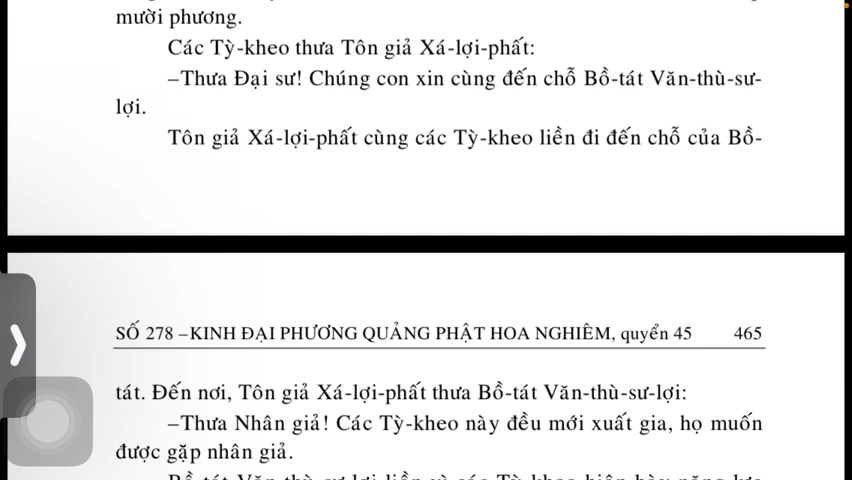 mười phương.
Các Tỳ-kheo thưa Tôn giả Xá-lợi-phất:
–Thưa Đại sư! Chúng con xin cùng đến chỗ Bồ-tát Văn-thù-sư-
lợi.
Tôn giả Xá-lợi-phất cùng các Tỳ-kheo liền đi đến chỗ của Bồ-
SỐ 278 –KINH ĐẠI PHƯƠNG QUẢNG PHẬT HOA NGHIÊM, quyển 45 465
tát. Đến nơi, Tôn giả Xá-lợi-phất thưa Bồ-tát Văn-thù-sư-lợi:
–Thưa Nhân giả! Các Tỳ-kheo này đều mới xuất gia, họ muốn
được gặp nhân giả.